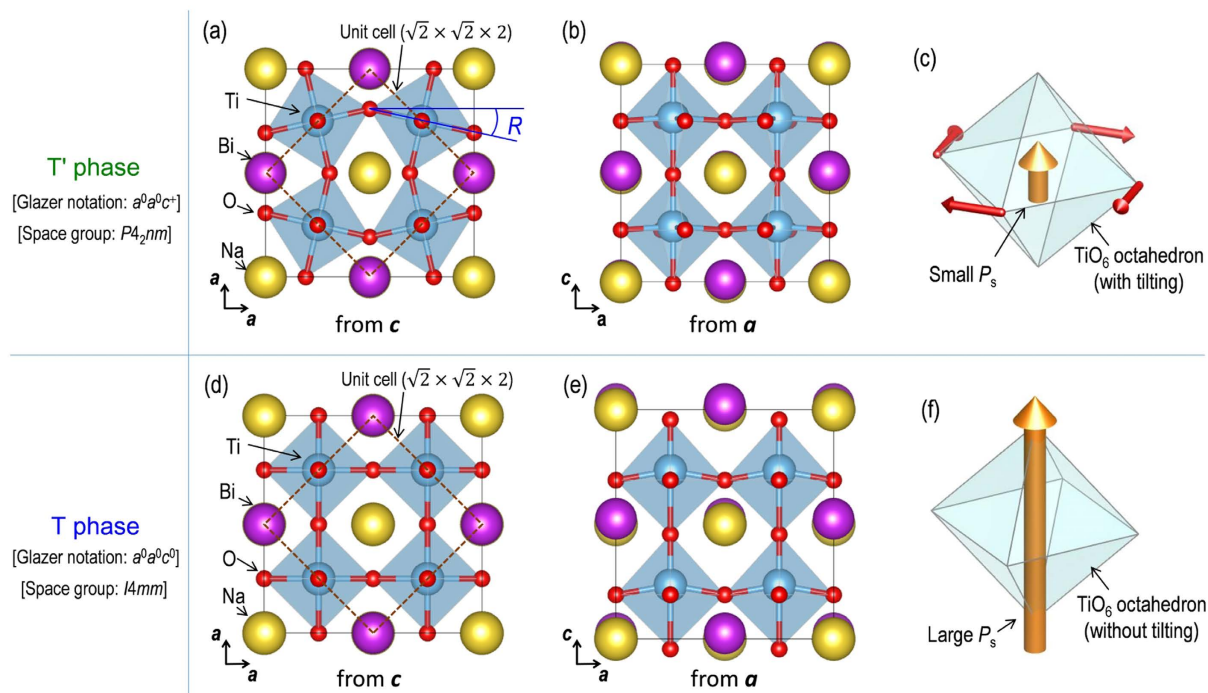 T' phase
[Glazer notation: a⁰a⁰c⁺]
[Space group: P4₂nm]
(a)
Unit cell (√2 × √2 × 2)
Ti
Bi
O
Na
R
a
a
from c
(b)
c
a
from a
(c)
Small Pₛ
TiO₆ octahedron
(with tilting)
T phase
[Glazer notation: a⁰a⁰c⁰]
[Space group: I4mm]
(d)
Unit cell (√2 × √2 × 2)
Ti
Bi
O
Na
a
a
from c
(e)
c
a
from a
(f)
Large Pₛ
TiO₆ octahedron
(without tilting)